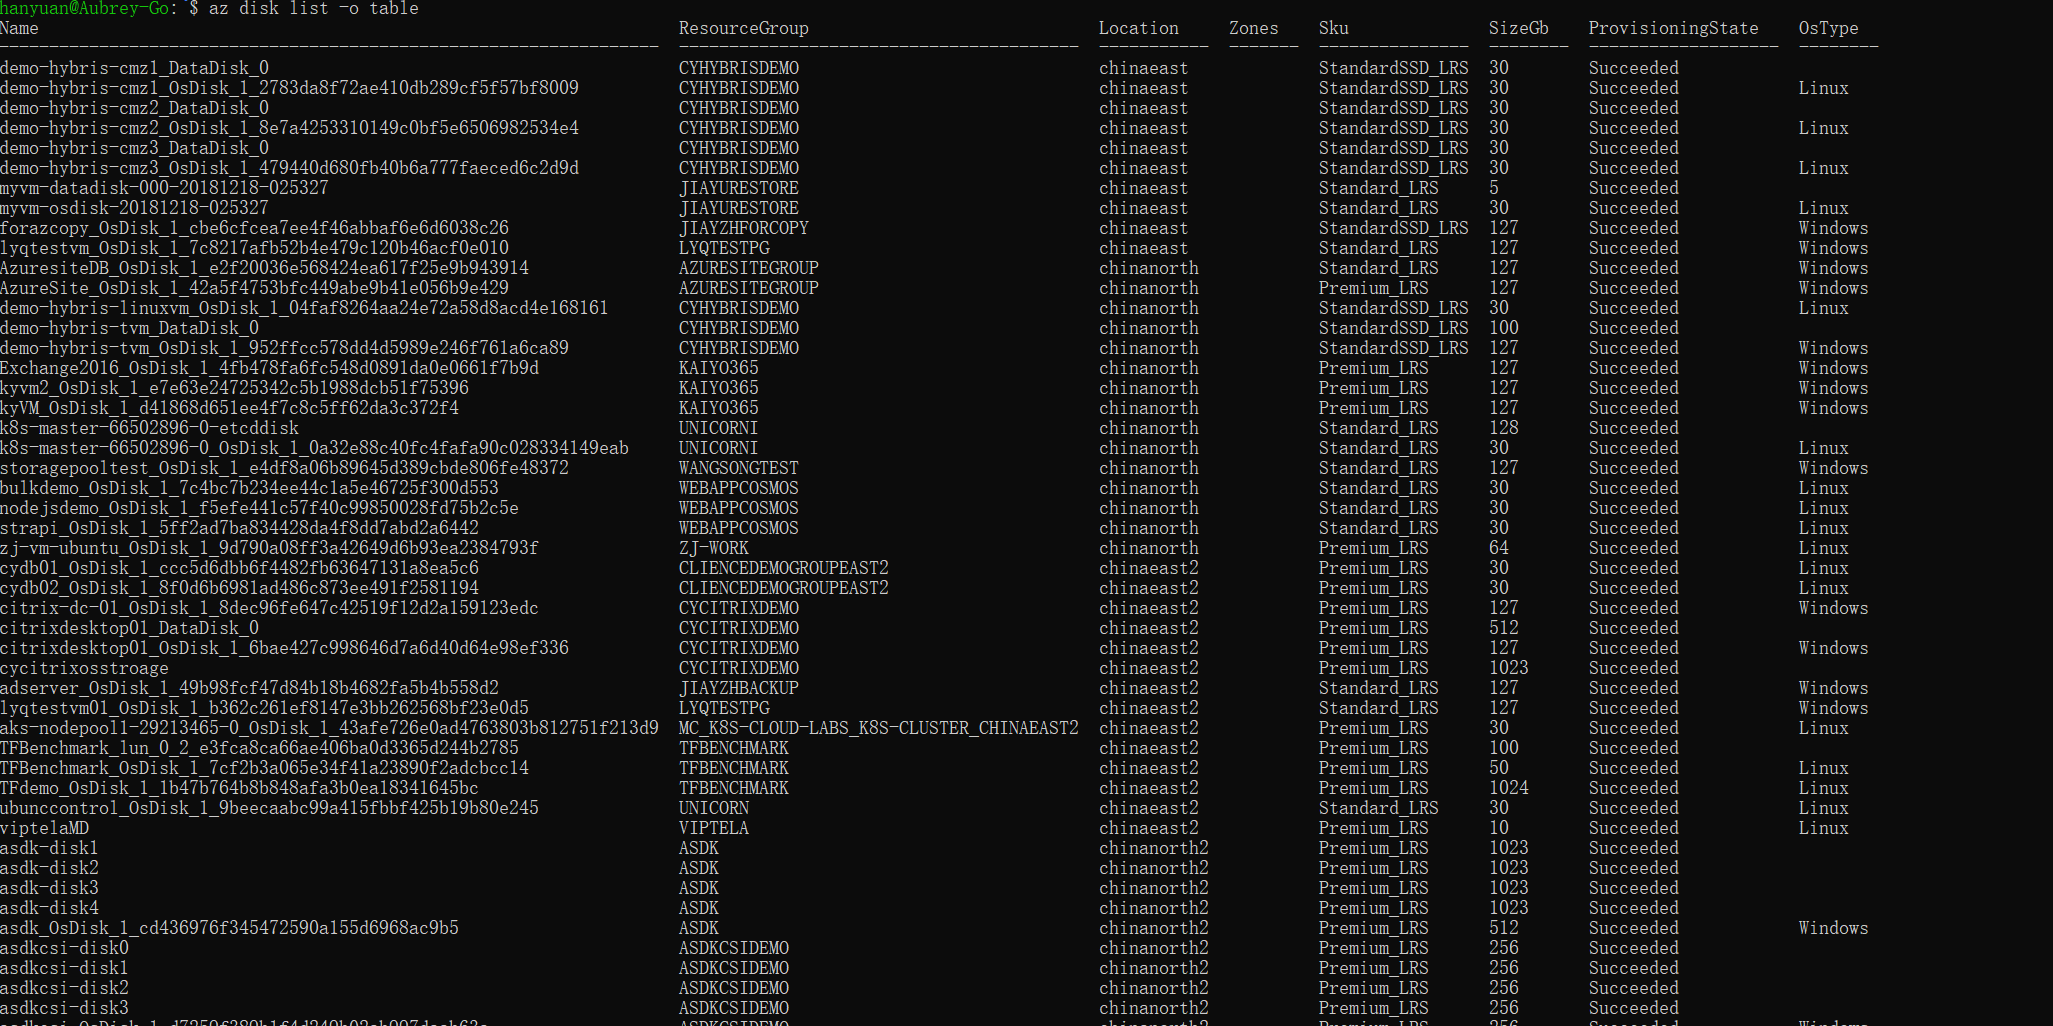 hanyuan@Aubrey-Go:~$ az disk list -o table
Name ResourceGroup Location Zones Sku SizeGb ProvisioningState OsType
------------------------------------------------------------------ ---------------------------------------- ----------- ------- --------------- -------- ------------------- --------
demo-hybris-cmz1_DataDisk_0 CYHYBRISDEMO chinaeast StandardSSD_LRS 30 Succeeded
demo-hybris-cmz1_OsDisk_1_2783da8f72ae410db289cf5f57bf8009 CYHYBRISDEMO chinaeast StandardSSD_LRS 30 Succeeded Linux
demo-hybris-cmz2_DataDisk_0 CYHYBRISDEMO chinaeast StandardSSD_LRS 30 Succeeded
demo-hybris-cmz2_OsDisk_1_8e7a4253310149c0bf5e6506982534e4 CYHYBRISDEMO chinaeast StandardSSD_LRS 30 Succeeded Linux
demo-hybris-cmz3_DataDisk_0 CYHYBRISDEMO chinaeast StandardSSD_LRS 30 Succeeded
demo-hybris-cmz3_OsDisk_1_479440d680fb40b6a777faeced6c2d9d CYHYBRISDEMO chinaeast StandardSSD_LRS 30 Succeeded Linux
myvm-datadisk-000-20181218-025327 JIAYURESTORE chinaeast Standard_LRS 5 Succeeded
myvm-osdisk-20181218-025327 JIAYURESTORE chinaeast Standard_LRS 30 Succeeded Linux
forazcopy_OsDisk_1_cbe6cfcea7ee4f46abbaf6e6d6038c26 JIAYZHFORCOPY chinaeast StandardSSD_LRS 127 Succeeded Windows
lyqtestvm_OsDisk_1_7c8217afb52b4e479c120b46acf0e010 LYQTESTPG chinaeast Standard_LRS 127 Succeeded Windows
AzuresiteDB_OsDisk_1_e2f20036e568424ea617f25e9b943914 AZURESITEGROUP chinanorth Standard_LRS 127 Succeeded Windows
AzureSite_OsDisk_1_42a5f4753bfc449abe9b41e056b9e429 AZURESITEGROUP chinanorth Premium_LRS 127 Succeeded Windows
demo-hybris-linuxvm_OsDisk_1_04faf8264aa24e72a58d8acd4e168161 CYHYBRISDEMO chinanorth StandardSSD_LRS 30 Succeeded Linux
demo-hybris-tvm_DataDisk_0 CYHYBRISDEMO chinanorth StandardSSD_LRS 100 Succeeded
demo-hybris-tvm_OsDisk_1_952ffcc578dd4d5989e246f761a6ca89 CYHYBRISDEMO chinanorth StandardSSD_LRS 127 Succeeded Windows
Exchange2016_OsDisk_1_4fb478fa6fc548d0891da0e0661f7b9d KAIYO365 chinanorth Premium_LRS 127 Succeeded Windows
kyvm2_OsDisk_1_e7e63e24725342c5b1988dcb51f75396 KAIYO365 chinanorth Premium_LRS 127 Succeeded Windows
kyVM_OsDisk_1_d41868d651ee4f7c8c5ff62da3c372f4 KAIYO365 chinanorth Premium_LRS 127 Succeeded Windows
k8s-master-66502896-0-etcddisk UNICORNI chinanorth Standard_LRS 128 Succeeded
k8s-master-66502896-0_OsDisk_1_0a32e88c40fc4fafa90c028334149eab UNICORNI chinanorth Standard_LRS 30 Succeeded Linux
storagepooltest_OsDisk_1_e4df8a06b89645d389cbde806fe48372 WANGSONGTEST chinanorth Standard_LRS 127 Succeeded Windows
bulkdemo_OsDisk_1_7c4bc7b234ee44c1a5e46725f300d553 WEBAPPCOSMOS chinanorth Standard_LRS 30 Succeeded Linux
nodejsdemo_OsDisk_1_f5efe441c57f40c99850028fd75b2c5e WEBAPPCOSMOS chinanorth Standard_LRS 30 Succeeded Linux
strapi_OsDisk_1_5ff2ad7ba834428da4f8dd7abd2a6442 WEBAPPCOSMOS chinanorth Standard_LRS 30 Succeeded Linux
zj-vm-ubuntu_OsDisk_1_9d790a08ff3a42649d6b93ea2384793f ZJ-WORK chinanorth Premium_LRS 64 Succeeded Linux
cydb01_OsDisk_1_ccc5d6dbb6f4482fb63647131a8ea5c6 CLIENCEDEMOGROUPEAST2 chinaeast2 Premium_LRS 30 Succeeded Linux
cydb02_OsDisk_1_8f0d6b6981ad486c873ee491f2581194 CLIENCEDEMOGROUPEAST2 chinaeast2 Premium_LRS 30 Succeeded Linux
citrix-dc-01_OsDisk_1_8dec96fe647c42519f12d2a159123edc CYCITRIXDEMO chinaeast2 Premium_LRS 127 Succeeded Windows
citrixdesktop01_DataDisk_0 CYCITRIXDEMO chinaeast2 Premium_LRS 512 Succeeded
citrixdesktop01_OsDisk_1_6bae427c998646d7a6d40d64e98ef336 CYCITRIXDEMO chinaeast2 Premium_LRS 127 Succeeded Windows
cycitrixosstroage CYCITRIXDEMO chinaeast2 Premium_LRS 1023 Succeeded
adserver_OsDisk_1_49b98fcf47d84b18b4682fa5b4b558d2 JIAYZHBACKUP chinaeast2 Standard_LRS 127 Succeeded Windows
lyqtestvm01_OsDisk_1_b362c261ef8147e3bb262568bf23e0d5 LYQTESTPG chinaeast2 Standard_LRS 127 Succeeded Windows
aks-nodepool1-29213465-0_OsDisk_1_43afe726e0ad4763803b812751f213d9 MC_K8S-CLOUD-LABS_K8S-CLUSTER_CHINAEAST2 chinaeast2 Premium_LRS 30 Succeeded Linux
TFBenchmark_lun_0_2_e3fca8ca66ae406ba0d3365d244b2785 TFBENCHMARK chinaeast2 Premium_LRS 100 Succeeded
TFBenchmark_OsDisk_1_7cf2b3a065e34f41a23890f2adcbcc14 TFBENCHMARK chinaeast2 Premium_LRS 50 Succeeded Linux
TFdemo_OsDisk_1_1b47b764b8b848afa3b0ea18341645bc TFBENCHMARK chinaeast2 Premium_LRS 1024 Succeeded Linux
ubunccontrol_OsDisk_1_9beecaabc99a415fbbf425b19b80e245 UNICORN chinaeast2 Standard_LRS 30 Succeeded Linux
viptelaMD VIPTELA chinaeast2 Premium_LRS 10 Succeeded Linux
asdk-disk1 ASDK chinanorth2 Premium_LRS 1023 Succeeded
asdk-disk2 ASDK chinanorth2 Premium_LRS 1023 Succeeded
asdk-disk3 ASDK chinanorth2 Premium_LRS 1023 Succeeded
asdk-disk4 ASDK chinanorth2 Premium_LRS 1023 Succeeded
asdk_OsDisk_1_cd436976f345472590a155d6968ac9b5 ASDK chinanorth2 Premium_LRS 512 Succeeded Windows
asdkcsi-disk0 ASDKCSIDEMO chinanorth2 Premium_LRS 256 Succeeded
asdkcsi-disk1 ASDKCSIDEMO chinanorth2 Premium_LRS 256 Succeeded
asdkcsi-disk2 ASDKCSIDEMO chinanorth2 Premium_LRS 256 Succeeded
asdkcsi-disk3 ASDKCSIDEMO chinanorth2 Premium_LRS 256 Succeeded
ASDKCSIDEMO chinanorth2 Premium_LRS 256 Succeeded Windows